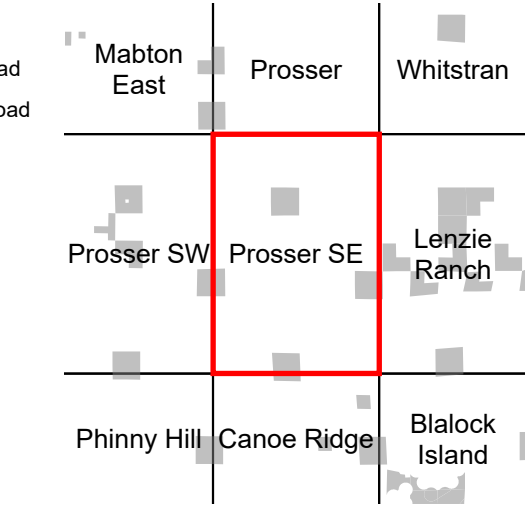 Mabton
East
Prosser
Whitstran
ad
oad
Prosser SW
Prosser SE
Lenzie
Ranch
Phinny Hill
Canoe Ridge
Blalock
Island